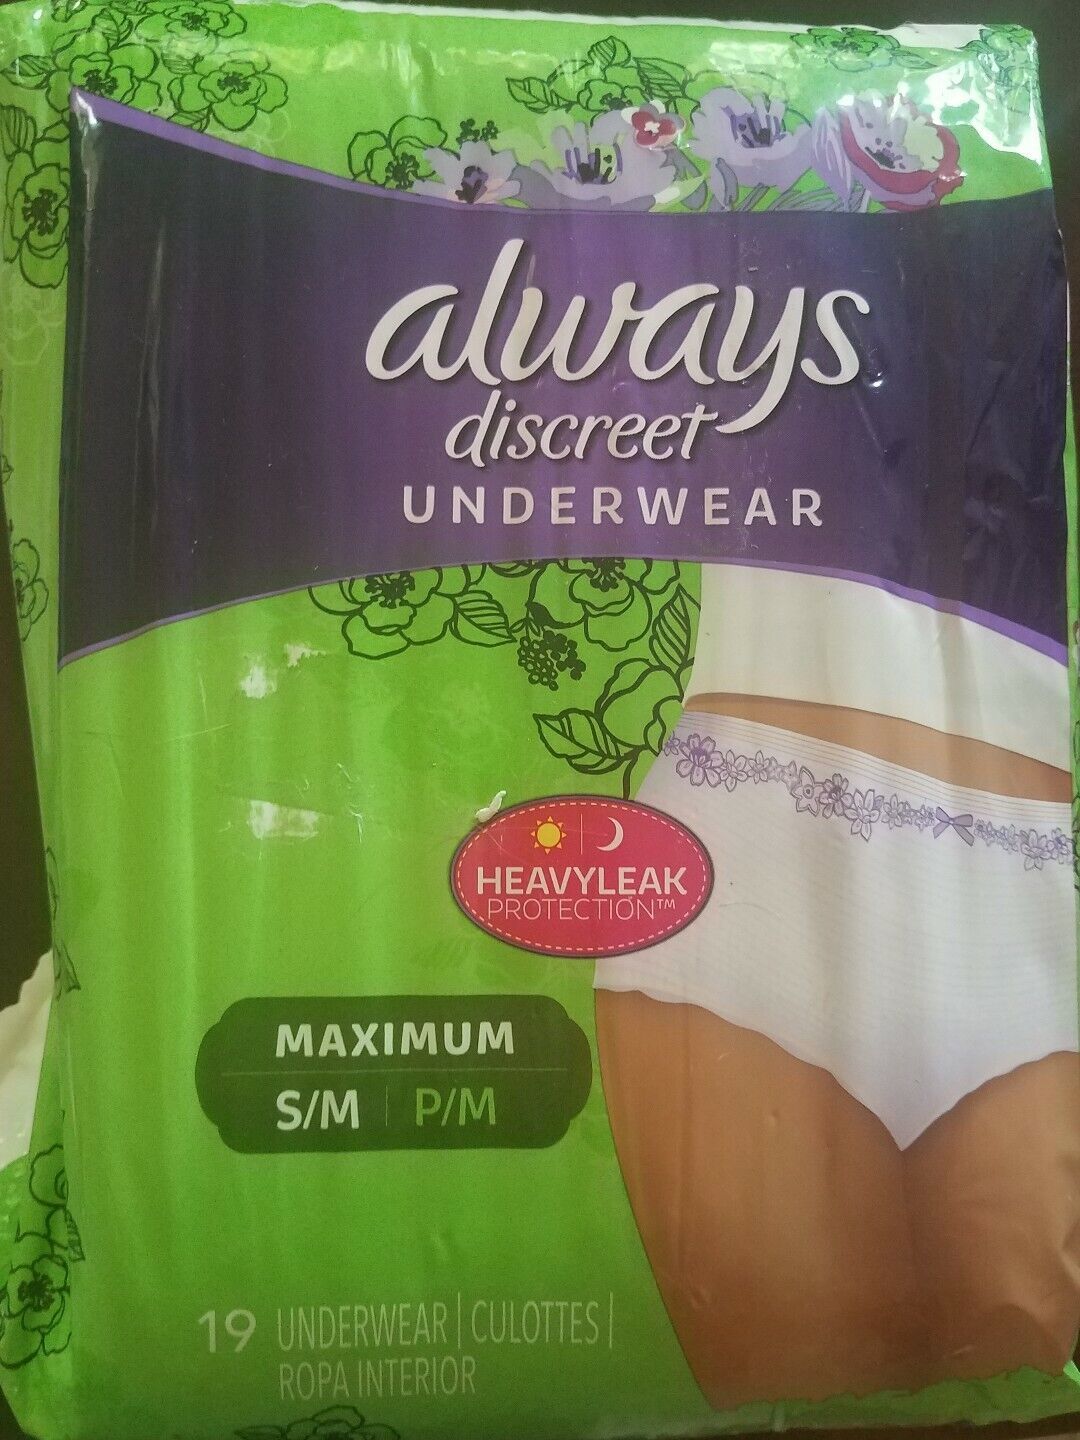 always
discreet
UNDERWEAR
HEAVYLEAK
PROTECTION™
MAXIMUM
S/M | P/M
19 UNDERWEAR | CULOTTES |
ROPA INTERIOR